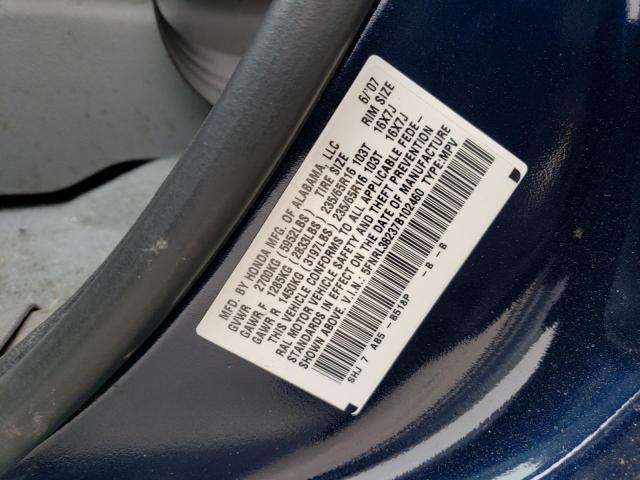 MFD. BY HONDA MFG. OF ALABAMA, LLC 6/'07
GVWR 2700KG (5952LBS) TIRE SIZE RIM SIZE
GAWR F 1285KG (2833LBS) 235/65R16 103T 16X7J
GAWR R 1450KG (3197LBS) 235/65R16 103T 16X7J
THIS VEHICLE CONFORMS TO ALL APPLICABLE FEDE-
RAL MOTOR VEHICLE SAFETY AND THEFT PREVENTION
STANDARDS IN EFFECT ON THE DATE OF MANUFACTURE
SHOWN ABOVE. V.I.N.: 5FNRL38237B102460 TYPE:MPV
SHJ 7 AB5 - B518P - B - B